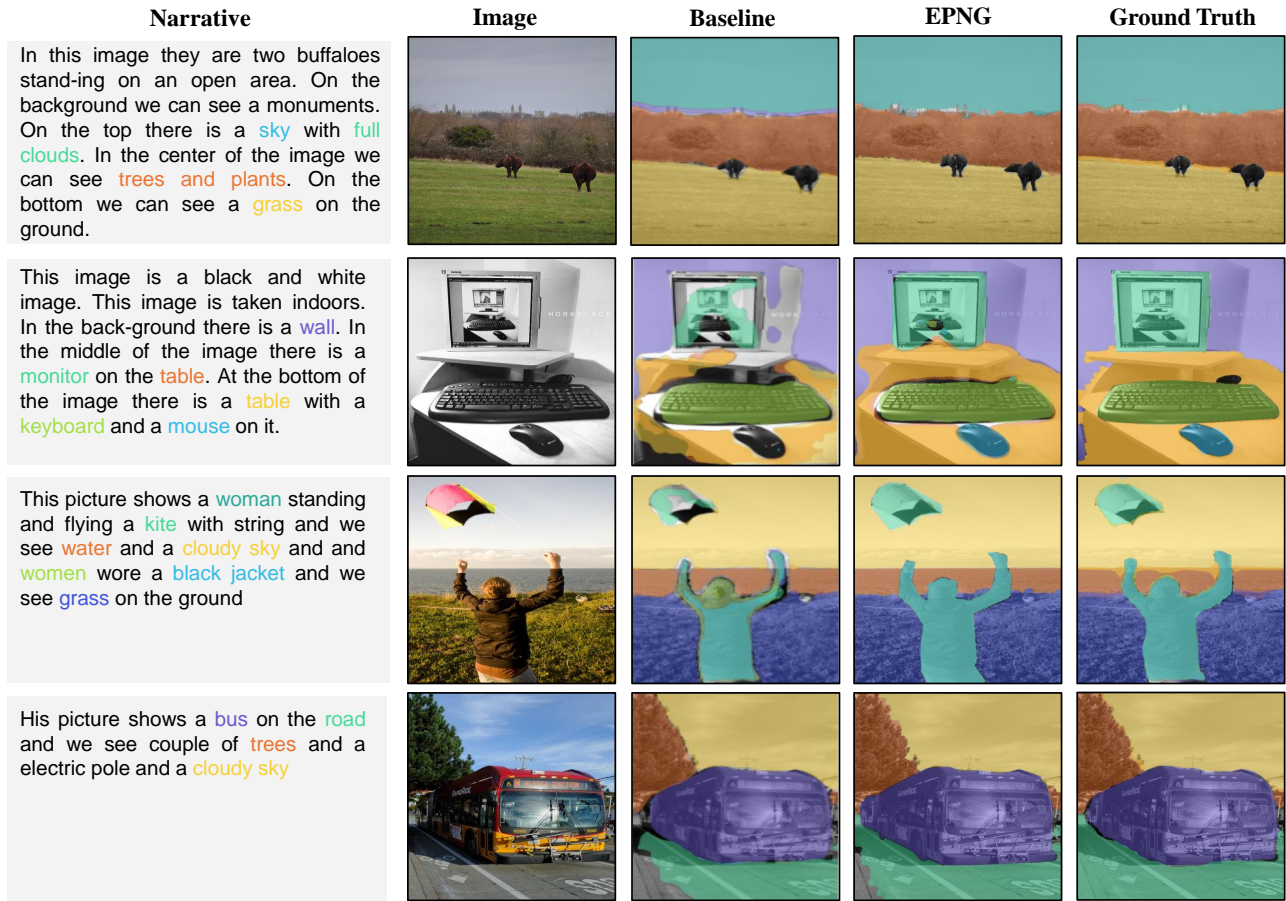 Narrative Image Baseline EPNG Ground Truth
In this image they are two buffaloes
stand-ing on an open area. On the
background we can see a monuments.
On the top there is a sky with full
clouds. In the center of the image we
can see trees and plants. On the
bottom we can see a grass on the
ground.
This image is a black and white
image. This image is taken indoors.
In the back-ground there is a wall. In
the middle of the image there is a
monitor on the table. At the bottom of
the image there is a table with a
keyboard and a mouse on it.
WORKPLACE
WORKPLACE
WORKPLACE
WORKPLACE
This picture shows a woman standing
and flying a kite with string and we
see water and a cloudy sky and and
women wore a black jacket and we
see grass on the ground
His picture shows a bus on the road
and we see couple of trees and a
electric pole and a cloudy sky